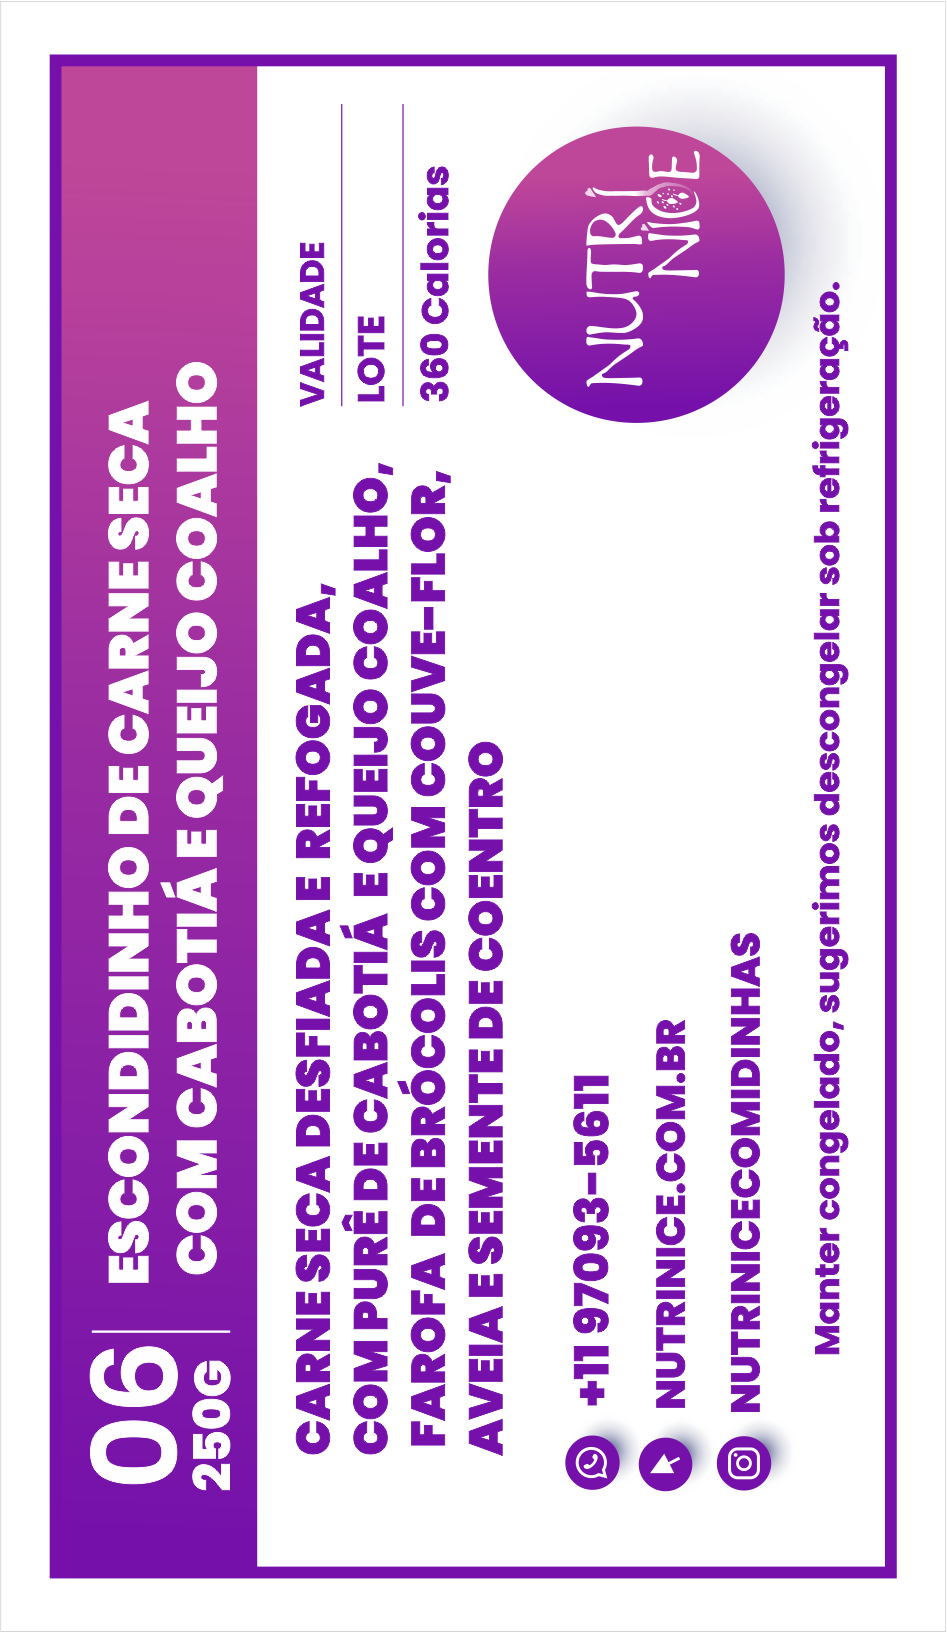 06
250G
ESCONDIDINHO DE CARNE SECA
COM CABOTIÁ E QUEIJO COALHO
CARNE SECA DESFIADA E REFOGADA,
COM PURÊ DE CABOTIÁ E QUEIJO COALHO,
FAROFA DE BRÓCOLIS COM COUVE-FLOR,
AVEIA E SEMENTE DE COENTRO
VALIDADE
LOTE
360 Calorias
NUTRÍ
NICE
+11 97093-5611
NUTRINICE.COM.BR
NUTRINICECOMIDINHAS
Manter congelado, sugerimos descongelar sob refrigeração.